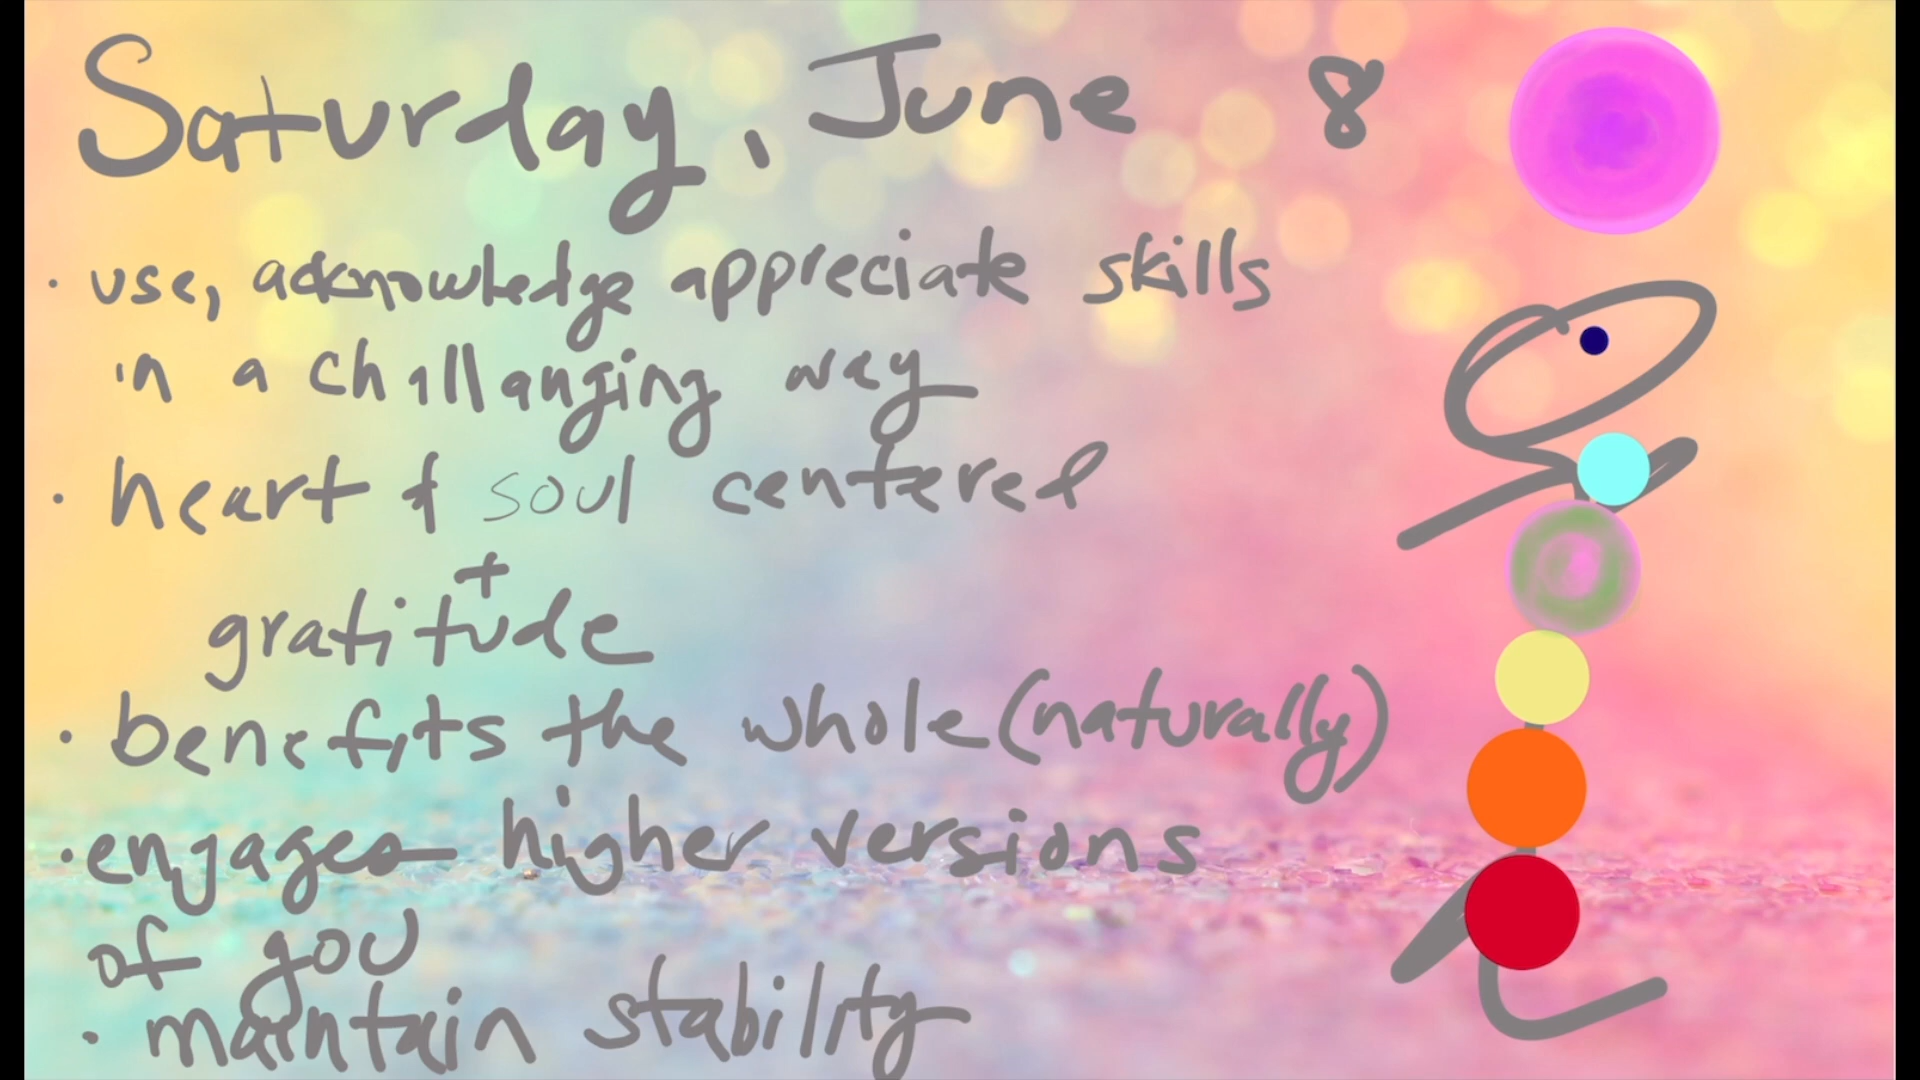 Saturday, June 8
· use, acknowledge appreciate skills
in a challanging way
· heart & soul centered
+
gratitude
· benefits the whole (naturally)
· engages higher versions
of you
· maintain stability